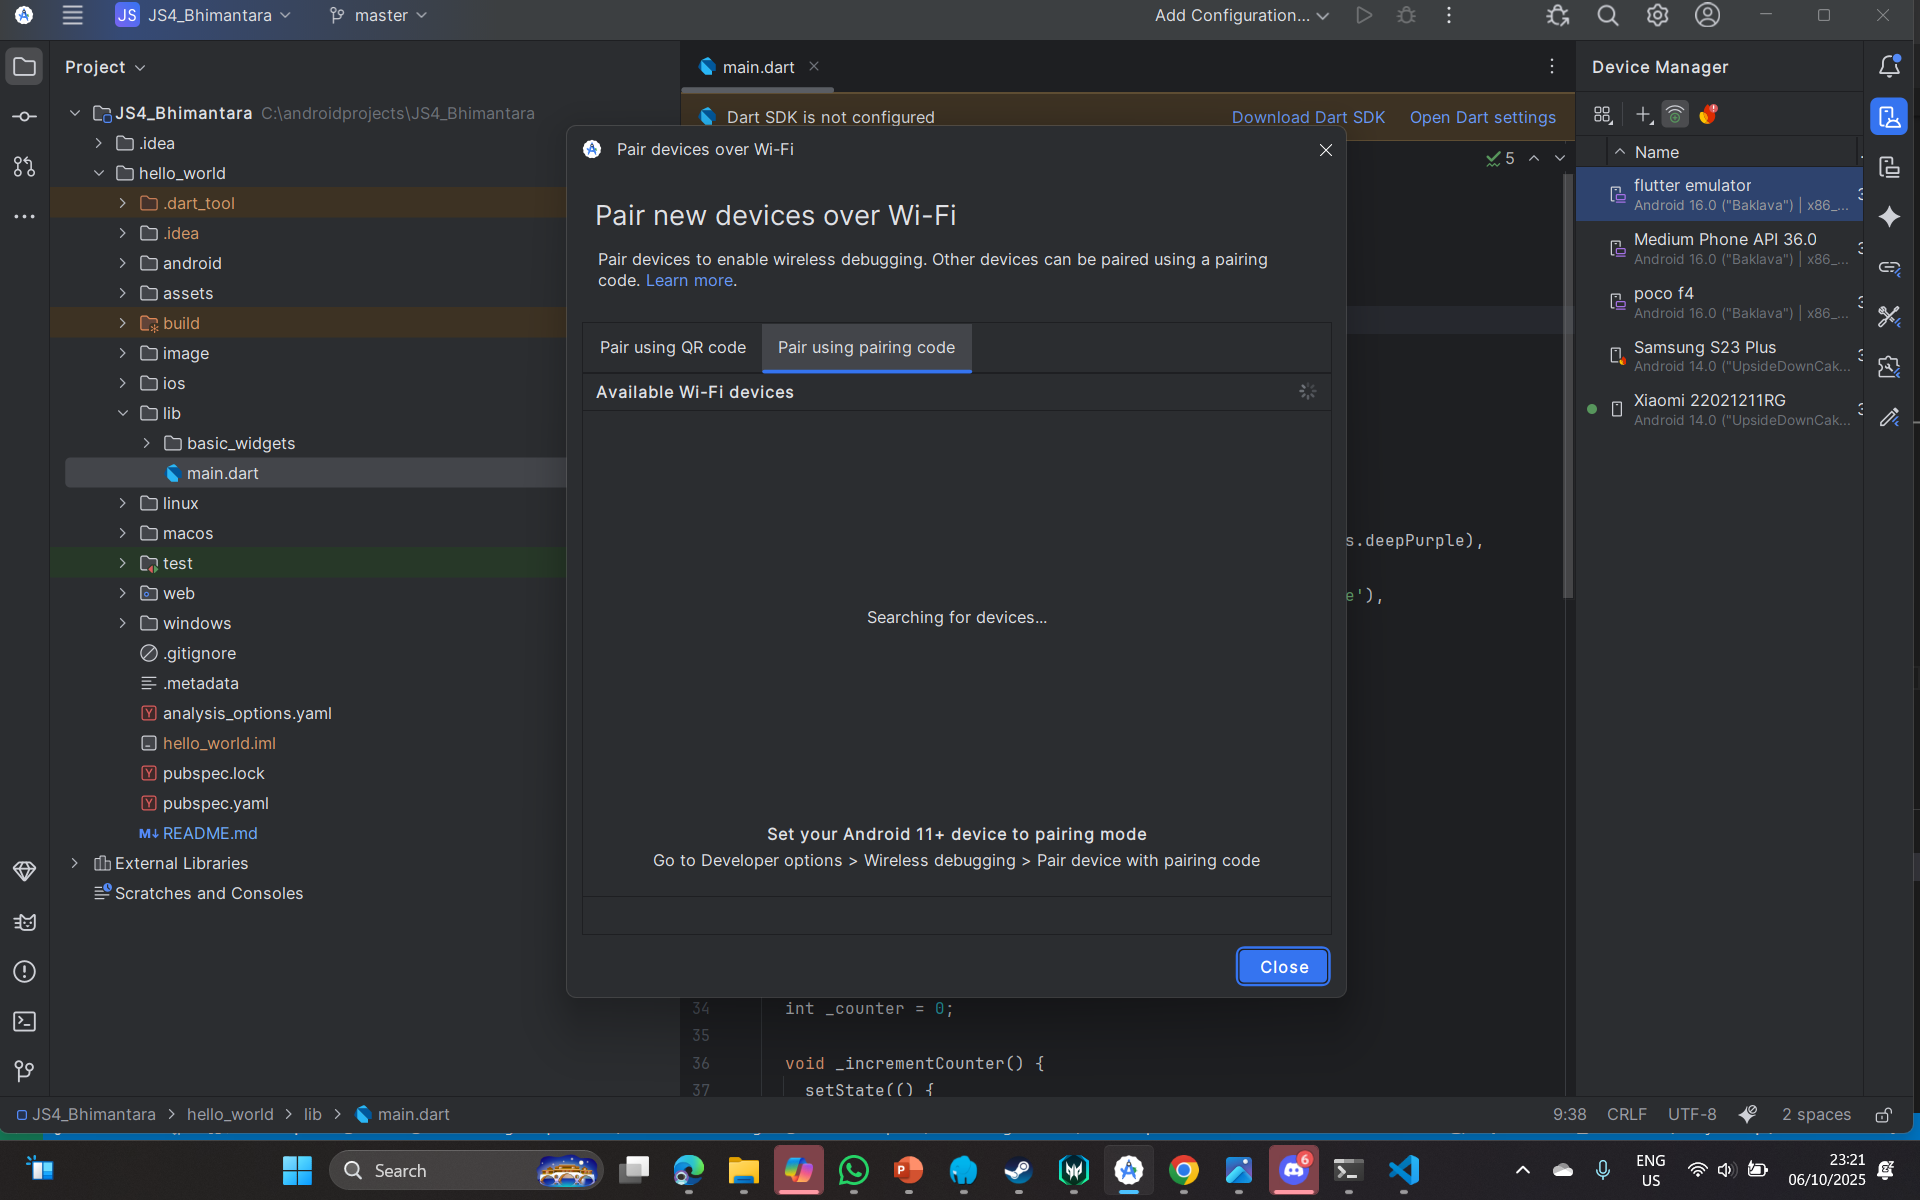 JS JS4_Bhimantara master Add Configuration...
Project
main.dart
Device Manager
JS4_Bhimantara C:\androidprojects\JS4_Bhimantara
.idea
hello_world
.dart_tool
.idea
android
assets
build
image
ios
lib
basic_widgets
main.dart
linux
macos
test
web
windows
.gitignore
.metadata
Y analysis_options.yaml
hello_world.iml
Y pubspec.lock
Y pubspec.yaml
M↓ README.md
External Libraries
Scratches and Consoles
Dart SDK is not configured Download Dart SDK Open Dart settings
5
Pair devices over Wi-Fi
Pair new devices over Wi-Fi
Pair devices to enable wireless debugging. Other devices can be paired using a pairing
code. Learn more.
Pair using QR code Pair using pairing code
Available Wi-Fi devices
Searching for devices...
Set your Android 11+ device to pairing mode
Go to Developer options > Wireless debugging > Pair device with pairing code
Close
s.deepPurple),
e'),
34 int _counter = 0;
35
36 void _incrementCounter() {
37 setState(() {
Name
flutter emulator
Android 16.0 ("Baklava") | x86_...
Medium Phone API 36.0
Android 16.0 ("Baklava") | x86_...
poco f4
Android 16.0 ("Baklava") | x86_...
Samsung S23 Plus
Android 14.0 ("UpsideDownCak...
Xiaomi 22021211RG
Android 14.0 ("UpsideDownCak...
JS4_Bhimantara > hello_world > lib > main.dart
9:38 CRLF UTF-8 2 spaces
Search
6
ENG
US
23:21
06/10/2025